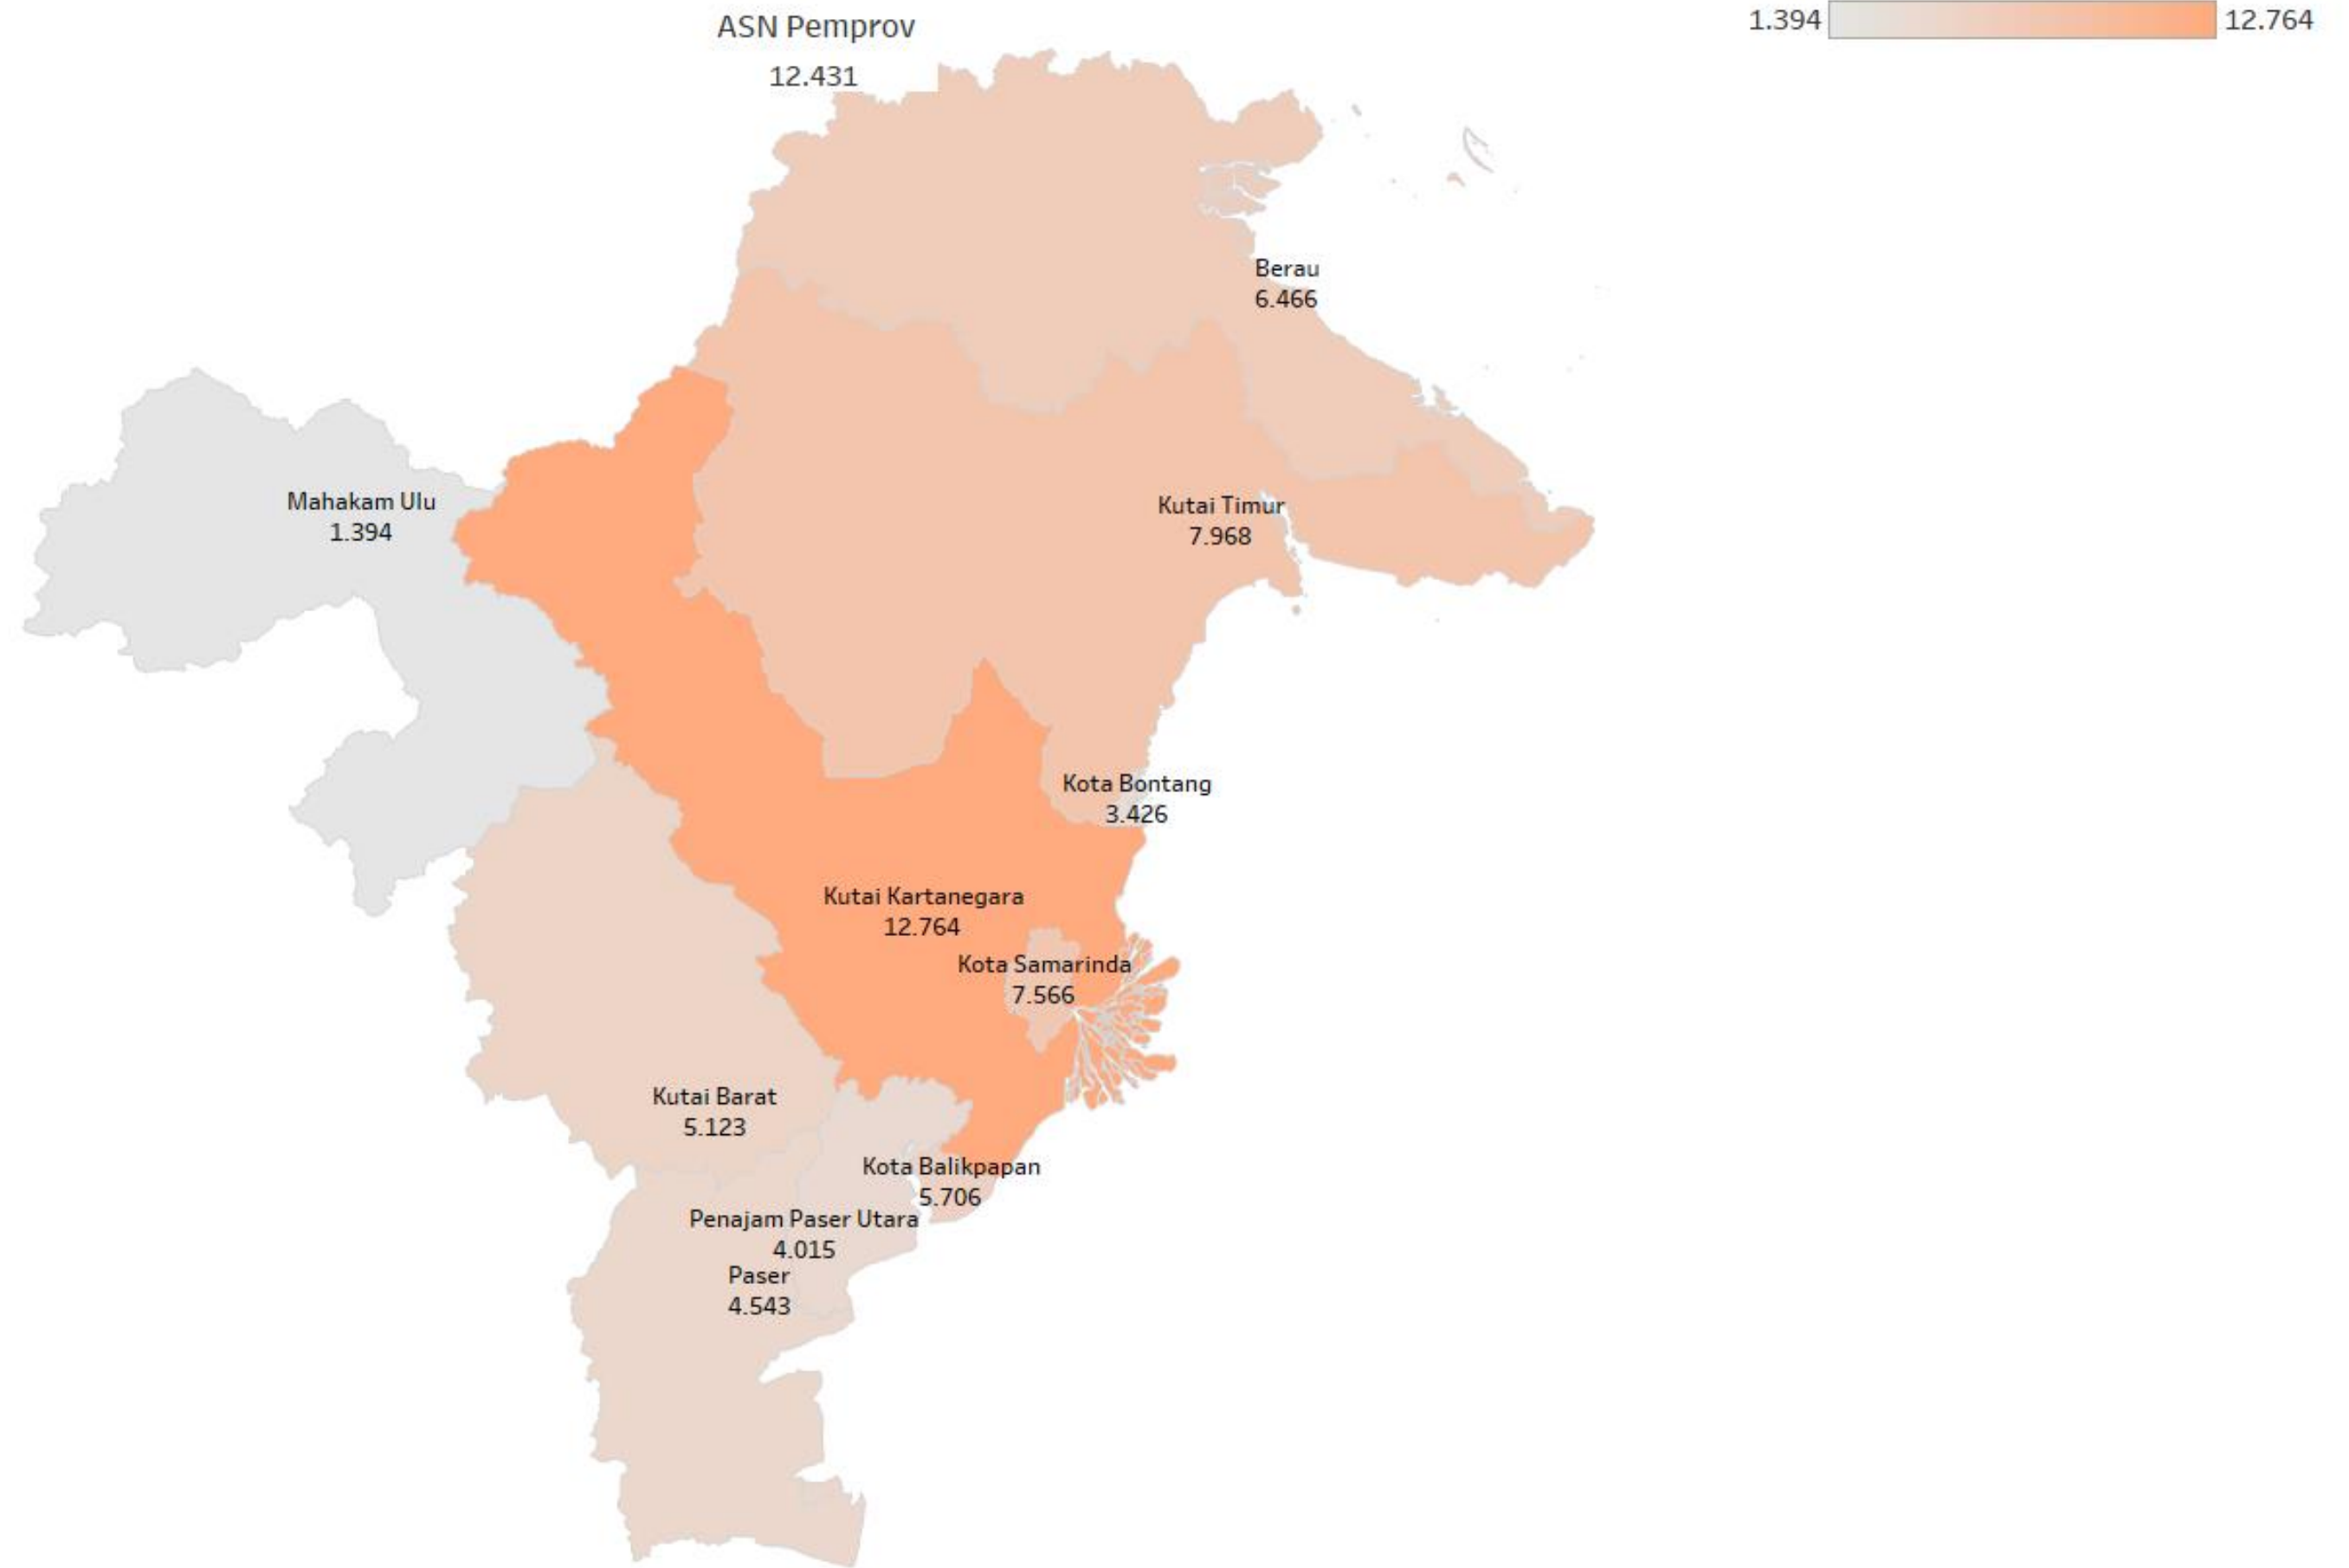 ASN Pemprov
12.431
1.394
12.764
Berau
6.466
Mahakam Ulu
1.394
Kutai Timur
7.968
Kota Bontang
3.426
Kutai Kartanegara
12.764
Kota Samarinda
7.566
Kutai Barat
5.123
Kota Balikpapan
5.706
Penajam Paser Utara
4.015
Paser
4.543